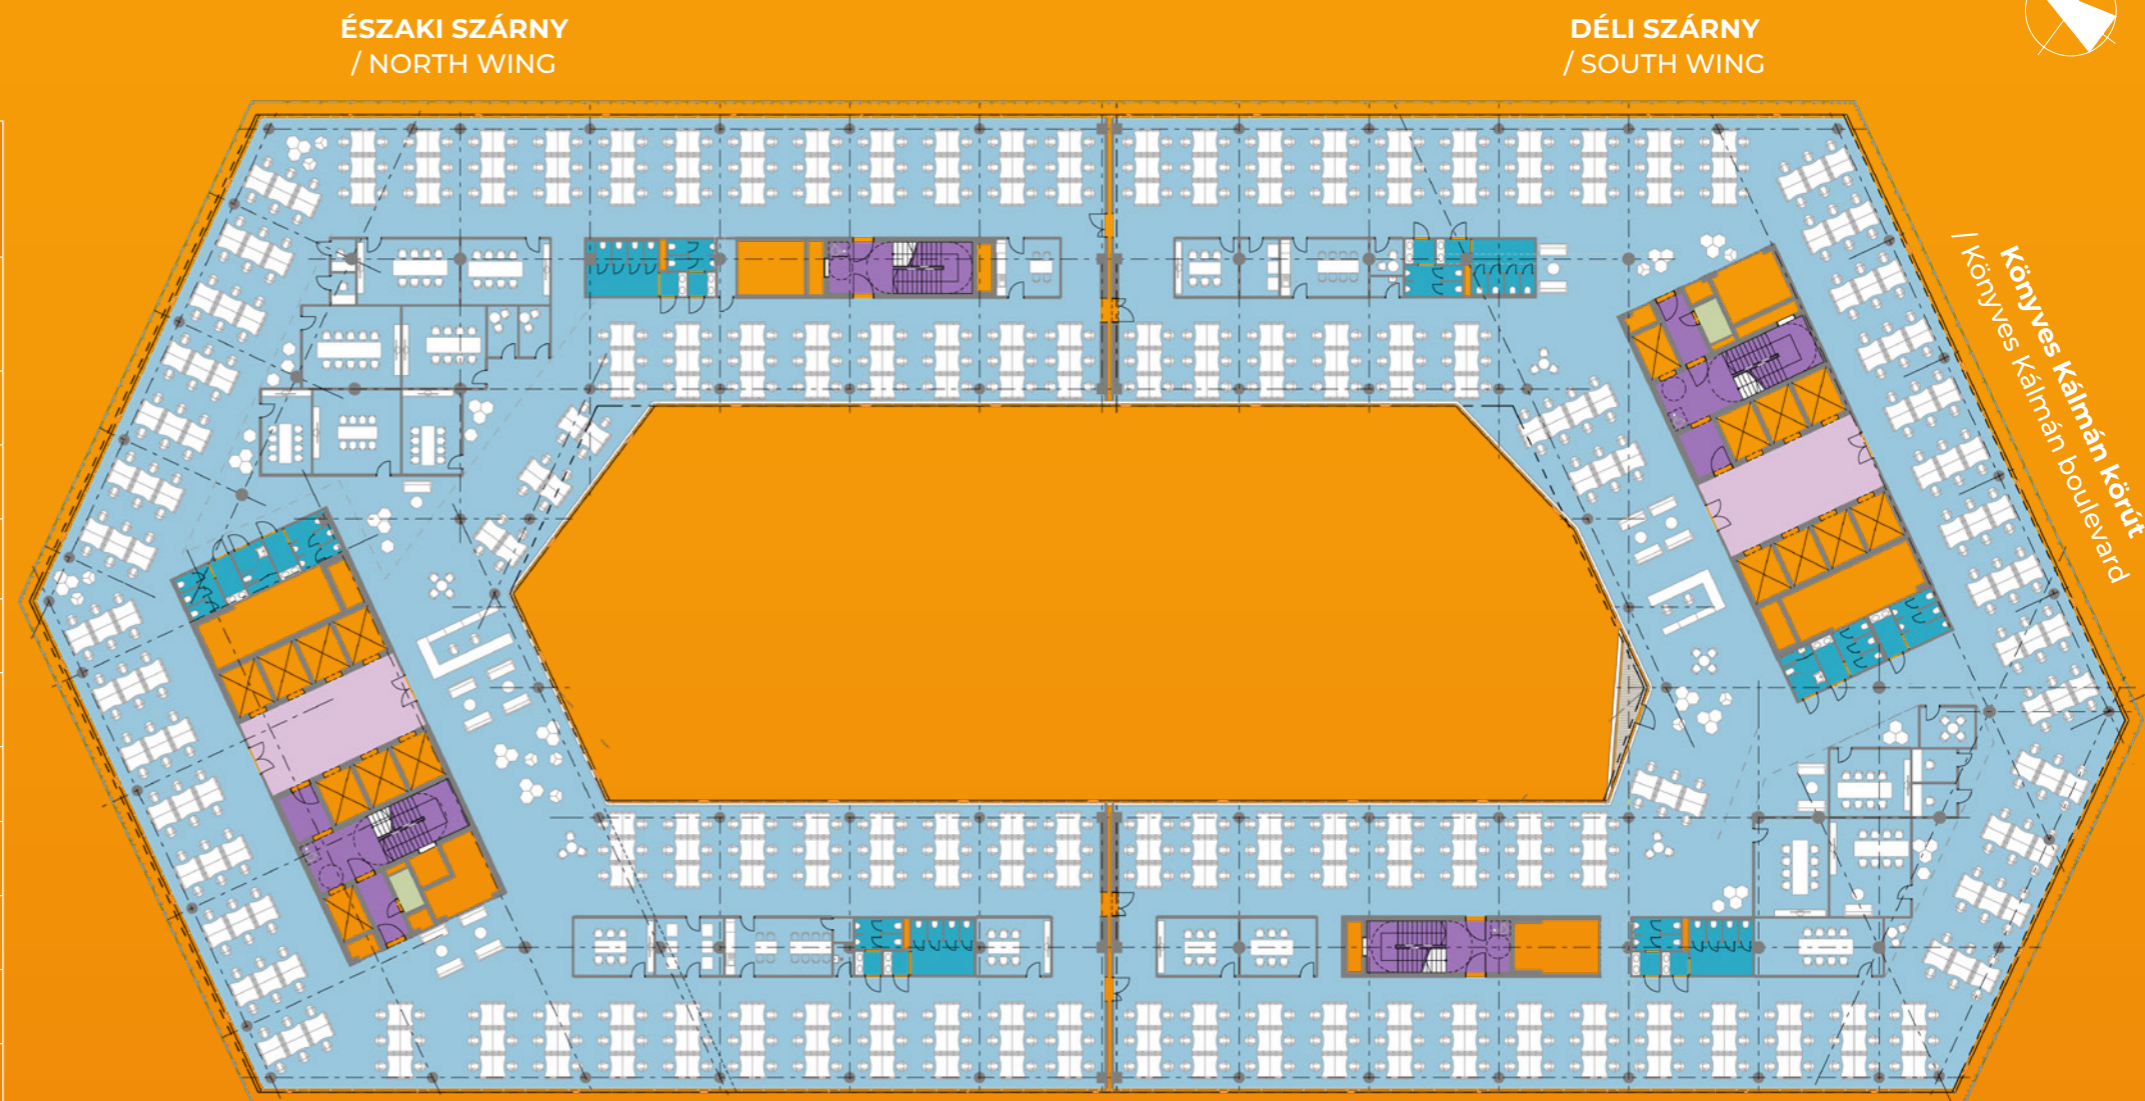 ÉSZAKI SZÁRNY
/ NORTH WING
DÉLI SZÁRNY
/ SOUTH WING
Könyves Kálmán körút
/ Könyves Kálmán boulevard